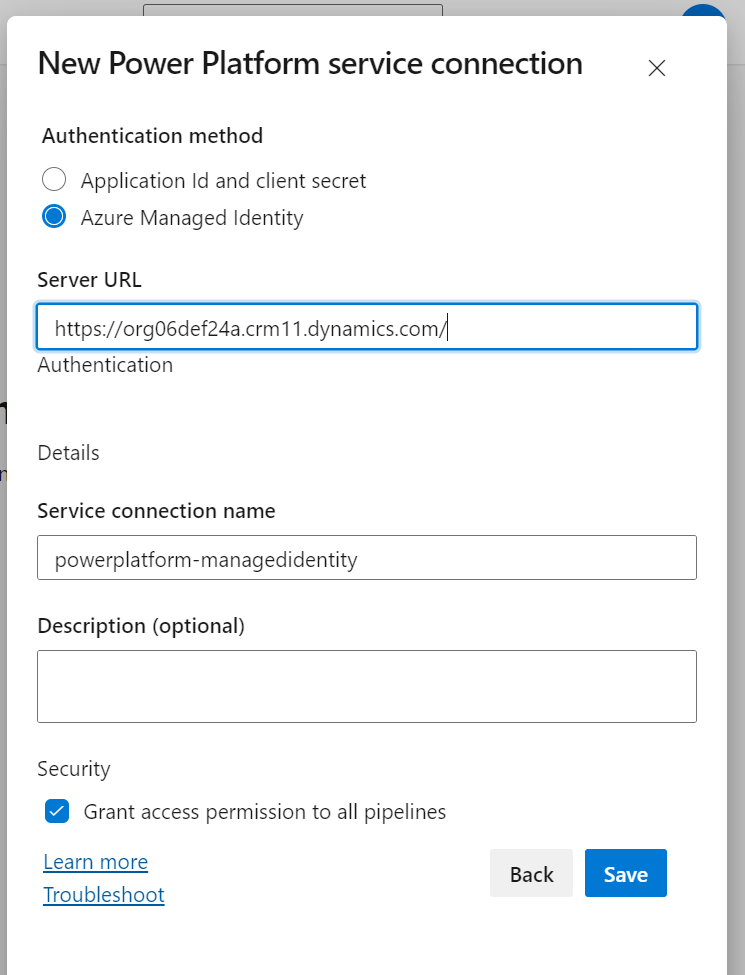 New Power Platform service connection
Authentication method
Application Id and client secret
Azure Managed Identity
Server URL
https://org06def24a.crm11.dynamics.com/
Authentication
Details
Service connection name
powerplatform-managedidentity
Description (optional)
Security
Grant access permission to all pipelines
Learn more
Troubleshoot
Back
Save